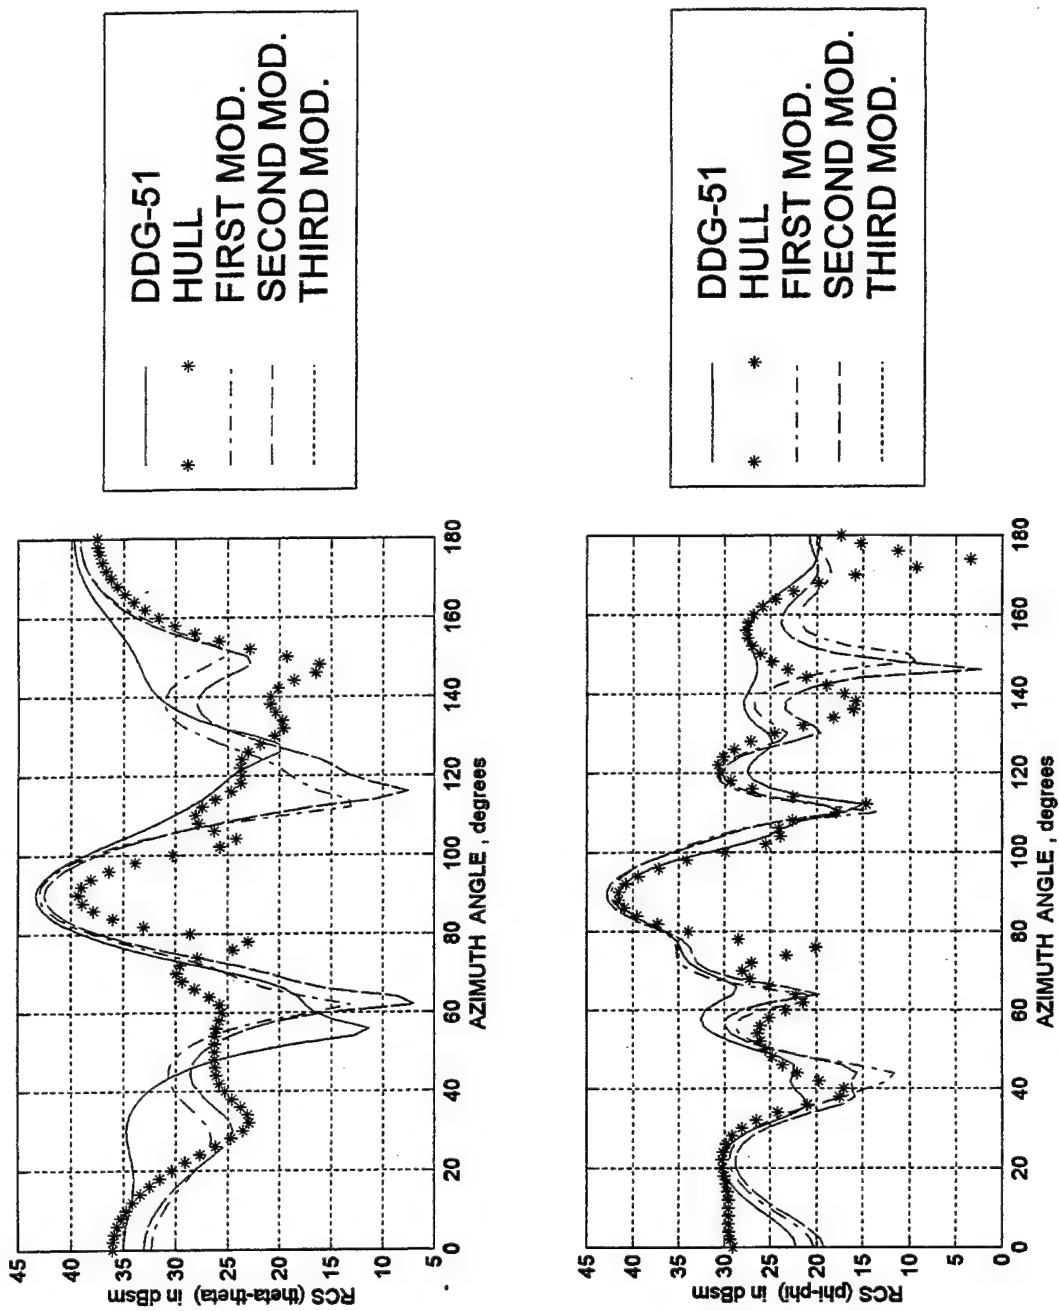 45
40
35
30
25
20
15
10
5
RCS (theta-theta) in dBsm
0
20
40
60
80
100
120
140
160
180
AZIMUTH ANGLE , degrees
DDG-51
HULL
FIRST MOD.
SECOND MOD.
THIRD MOD.
45
40
35
30
25
20
15
10
5
0
RCS (phi-phi) in dBsm
0
20
40
60
80
100
120
140
160
180
AZIMUTH ANGLE , degrees
DDG-51
HULL
FIRST MOD.
SECOND MOD.
THIRD MOD.